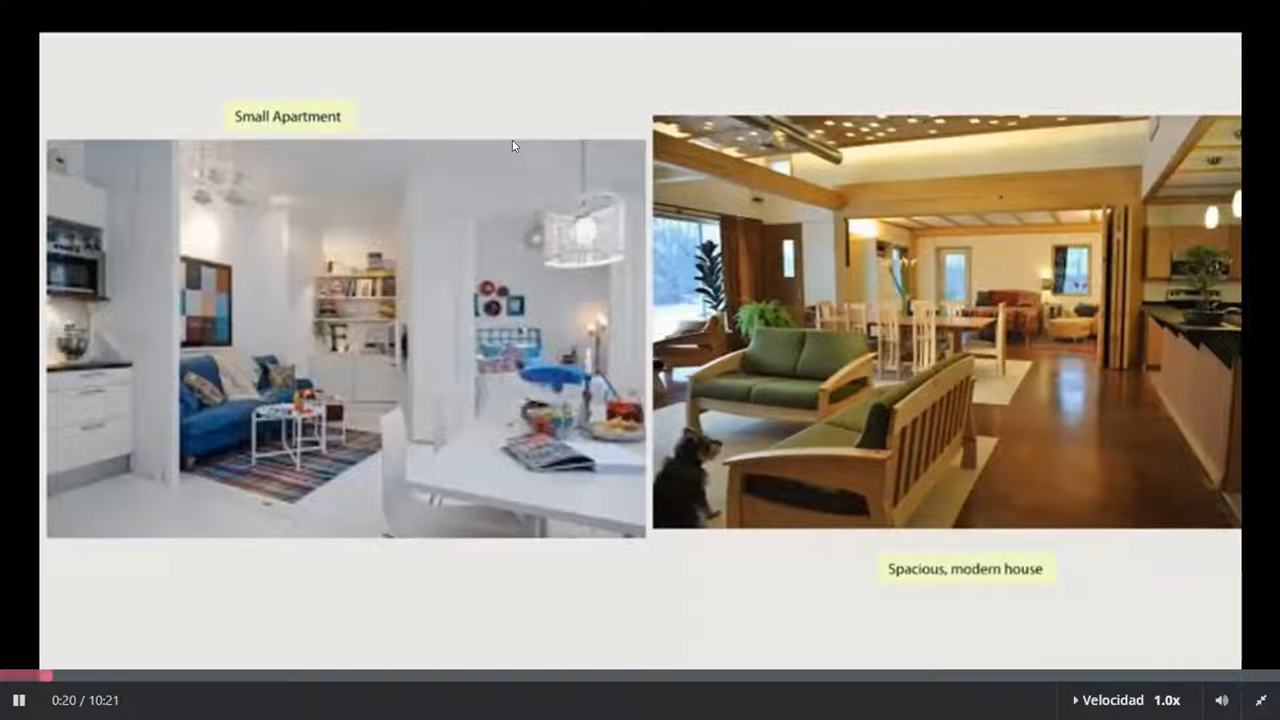 Small Apartment
Spacious, modern house
0:20 / 10:21
Velocidad 1.0x